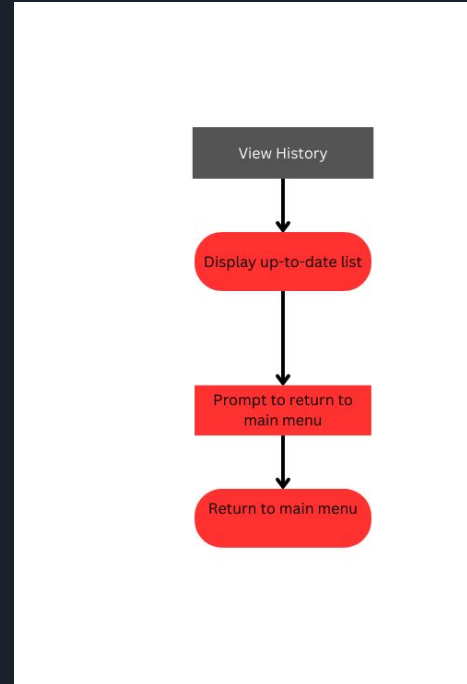 View History
Display up-to-date list
Prompt to return to
main menu
Return to main menu